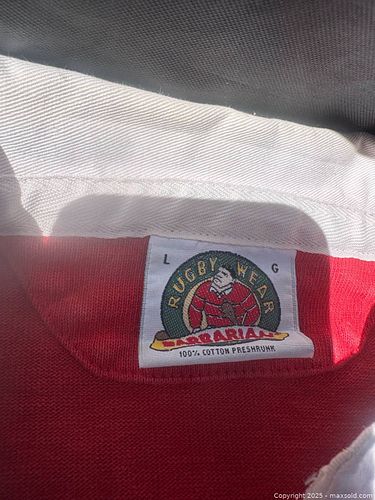 L G
RUGBY WEAR
BARBARIAN
100% COTTON PRESHRUNK
Copyright 2025 - maxsold.com